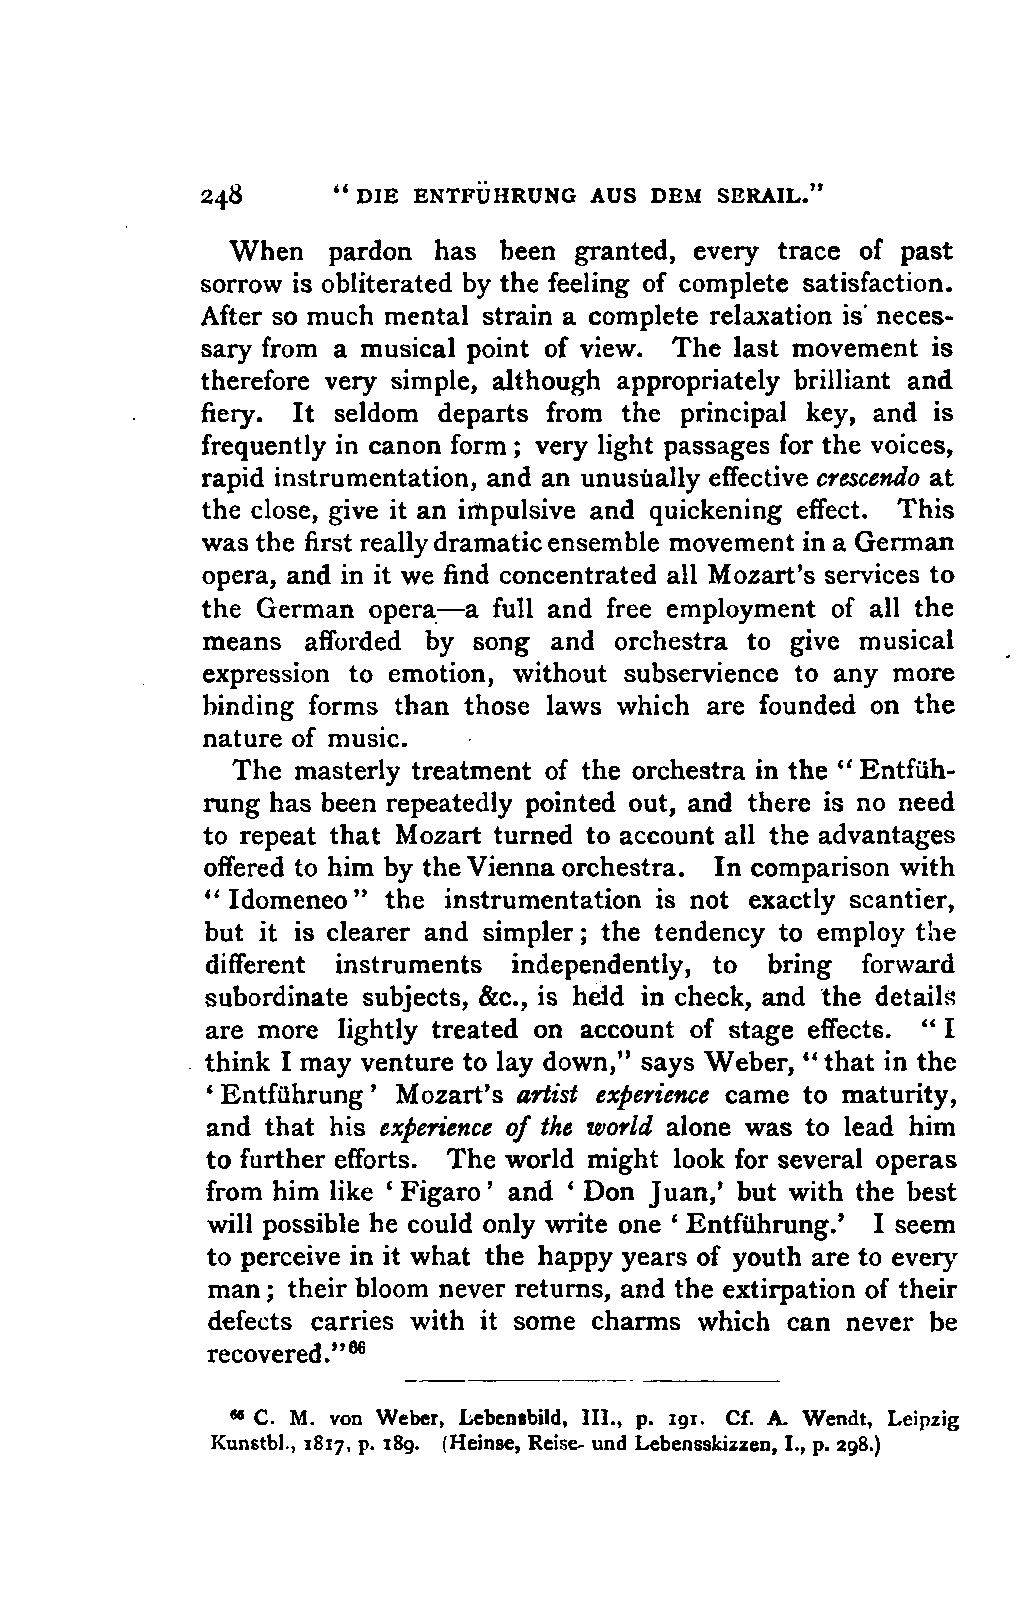 248 “ DIE ENTFÜHRUNG AUS DEM SERAIL.”
When pardon has been granted, every trace of past
sorrow is obliterated by the feeling of complete satisfaction.
After so much mental strain a complete relaxation is neces-
sary from a musical point of view. The last movement is
therefore very simple, although appropriately brilliant and
fiery. It seldom departs from the principal key, and is
frequently in canon form ; very light passages for the voices,
rapid instrumentation, and an unusually effective crescendo at
the close, give it an impulsive and quickening effect. This
was the first really dramatic ensemble movement in a German
opera, and in it we find concentrated all Mozart’s services to
the German opera—a full and free employment of all the
means afforded by song and orchestra to give musical
expression to emotion, without subservience to any more
binding forms than those laws which are founded on the
nature of music.
The masterly treatment of the orchestra in the “ Entfüh-
rung has been repeatedly pointed out, and there is no need
to repeat that Mozart turned to account all the advantages
offered to him by the Vienna orchestra. In comparison with
“ Idomeneo ” the instrumentation is not exactly scantier,
but it is clearer and simpler ; the tendency to employ the
different instruments independently, to bring forward
subordinate subjects, &c., is held in check, and the details
are more lightly treated on account of stage effects. “ I
think I may venture to lay down,” says Weber, “ that in the
‘ Entführung ’ Mozart’s artist experience came to maturity,
and that his experience of the world alone was to lead him
to further efforts. The world might look for several operas
from him like ‘ Figaro ’ and ‘ Don Juan,’ but with the best
will possible he could only write one ‘ Entführung.’ I seem
to perceive in it what the happy years of youth are to every
man ; their bloom never returns, and the extirpation of their
defects carries with it some charms which can never be
recovered.”⁶⁶
⁶⁶ C. M. von Weber, Lebensbild, III., p. 191. Cf. A. Wendt, Leipzig
Kunstbl., 1817, p. 189. (Heinse, Reise- und Lebensskizzen, I., p. 298.)